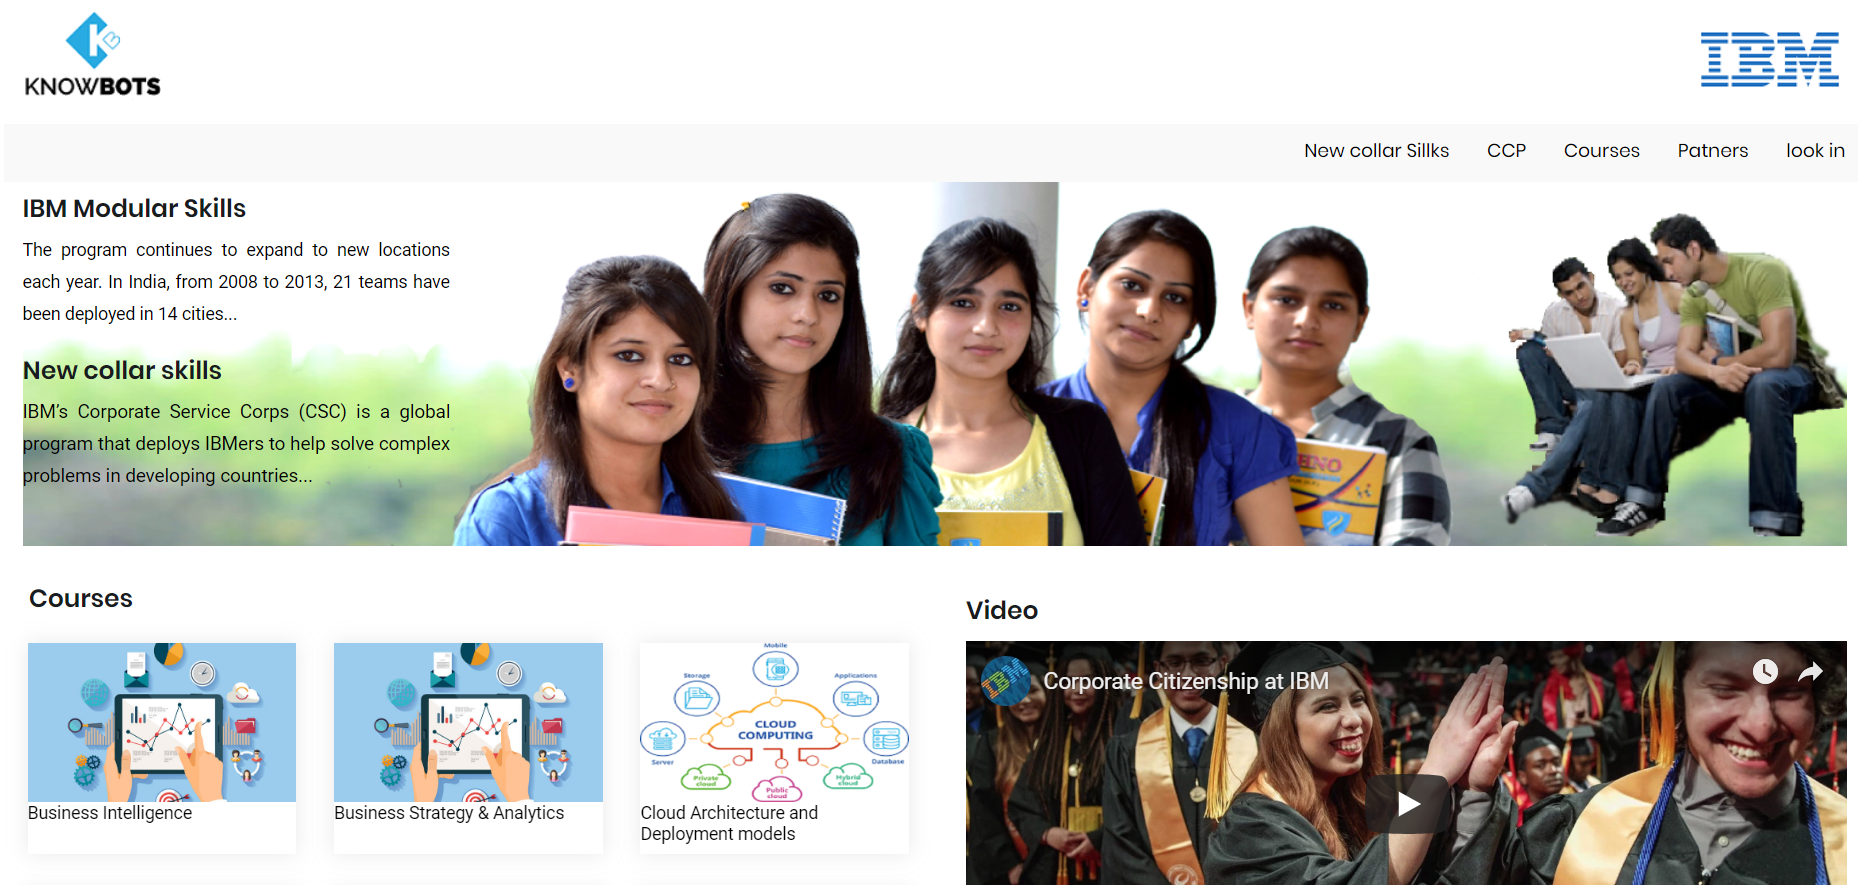 KNOWBOTS
IBM
New collar Sillks CCP Courses Patners look in
IBM Modular Skills
The program continues to expand to new locations
each year. In India, from 2008 to 2013, 21 teams have
been deployed in 14 cities...
New collar skills
IBM's Corporate Service Corps (CSC) is a global
program that deploys IBMers to help solve complex
problems in developing countries...
Courses
Business Intelligence
Business Strategy & Analytics
Mobile
Storage
Applications
CLOUD
COMPUTING
Server
Database
Private
cloud
Public
cloud
Hybrid
cloud
Cloud Architecture and
Deployment models
Video
IBM
Corporate Citizenship at IBM